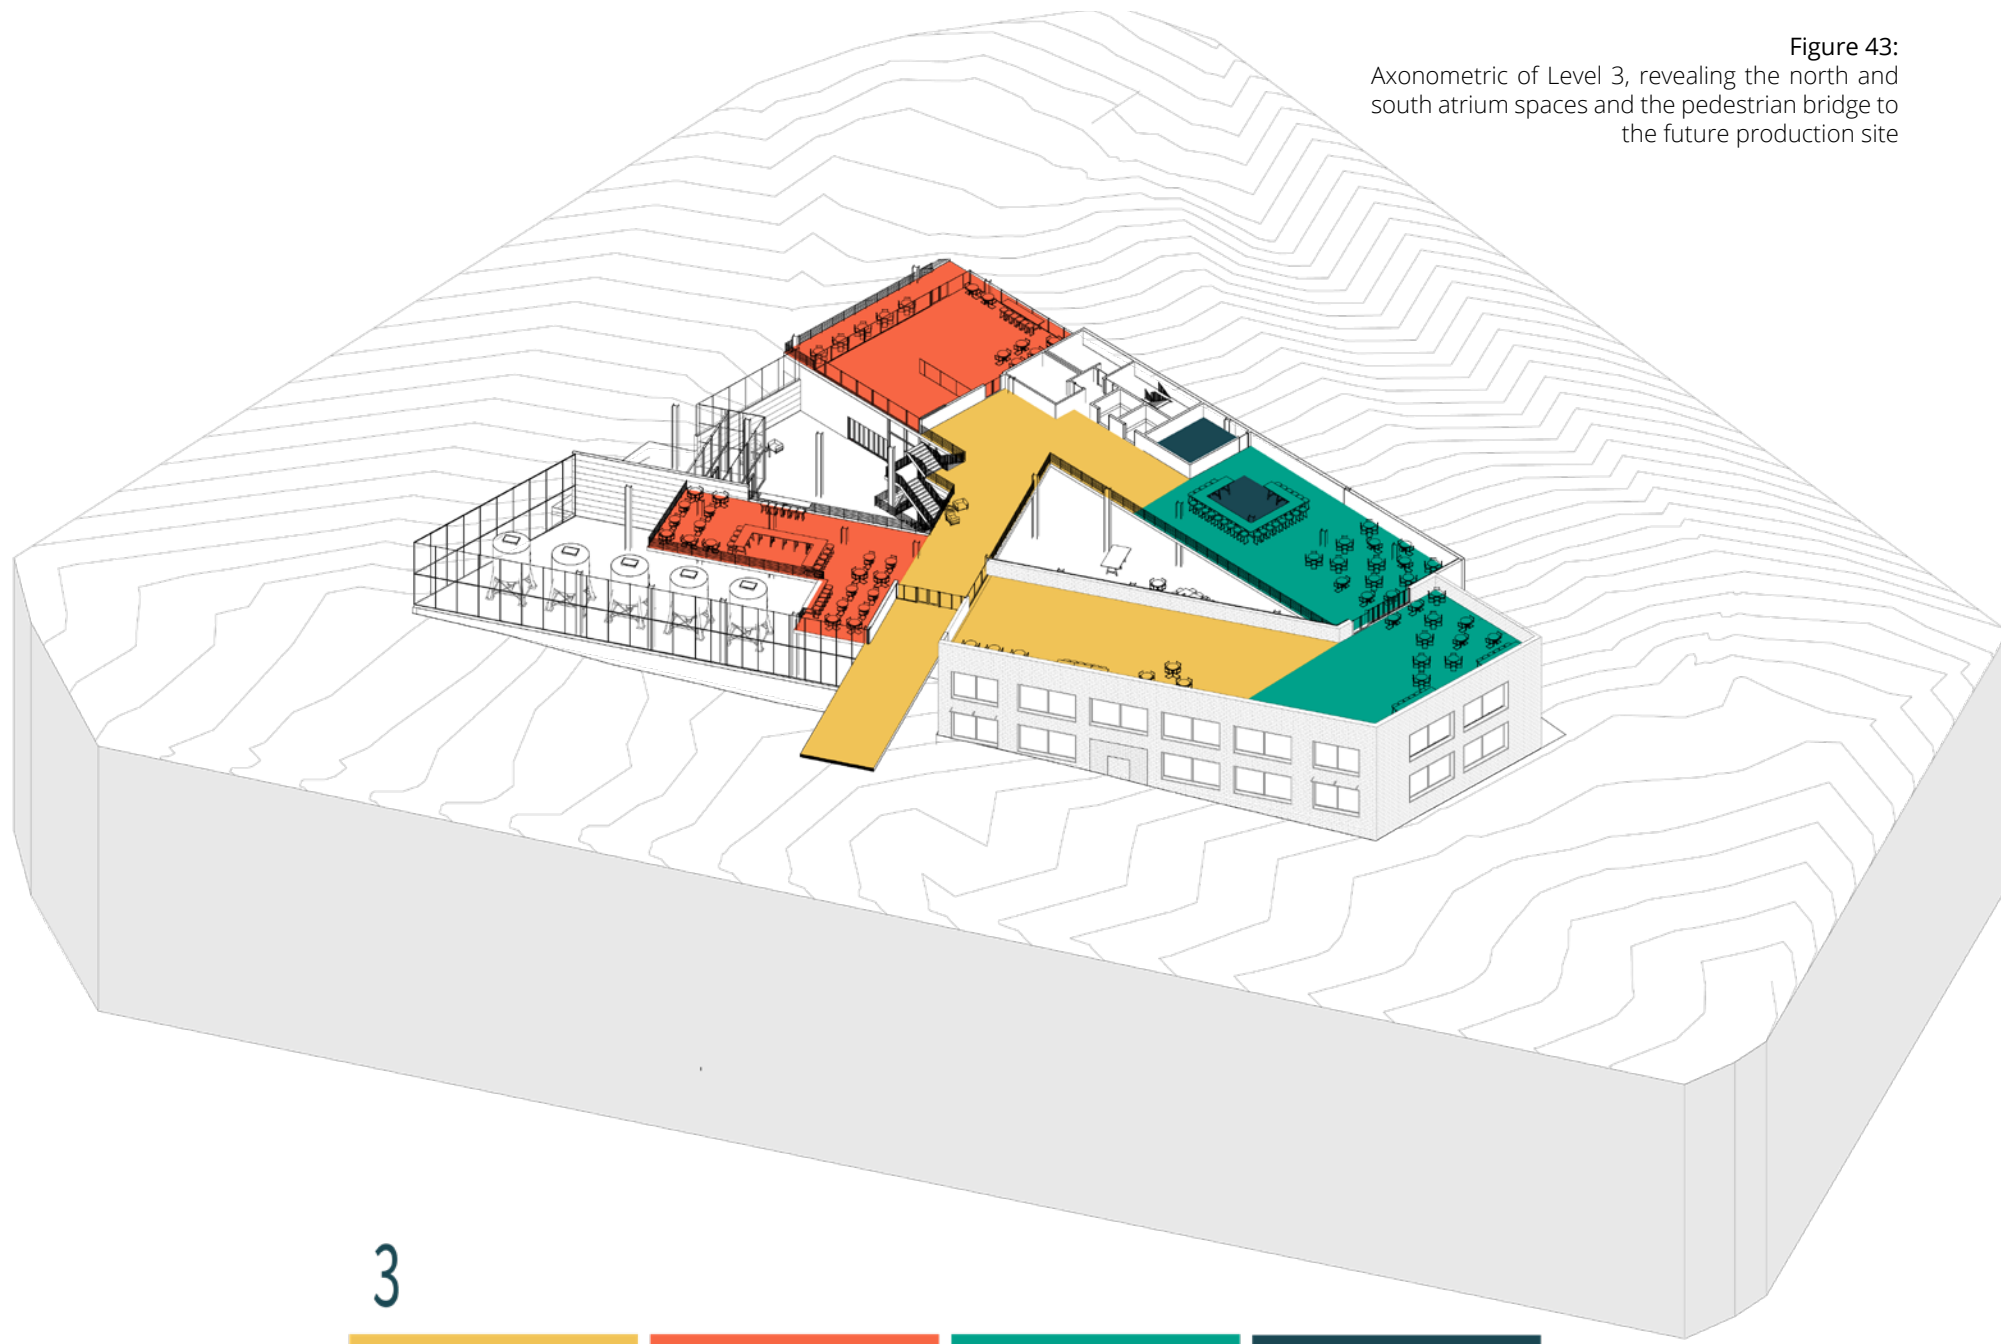 Figure 43:
Axonometric of Level 3, revealing the north and
south atrium spaces and the pedestrian bridge to
the future production site
3